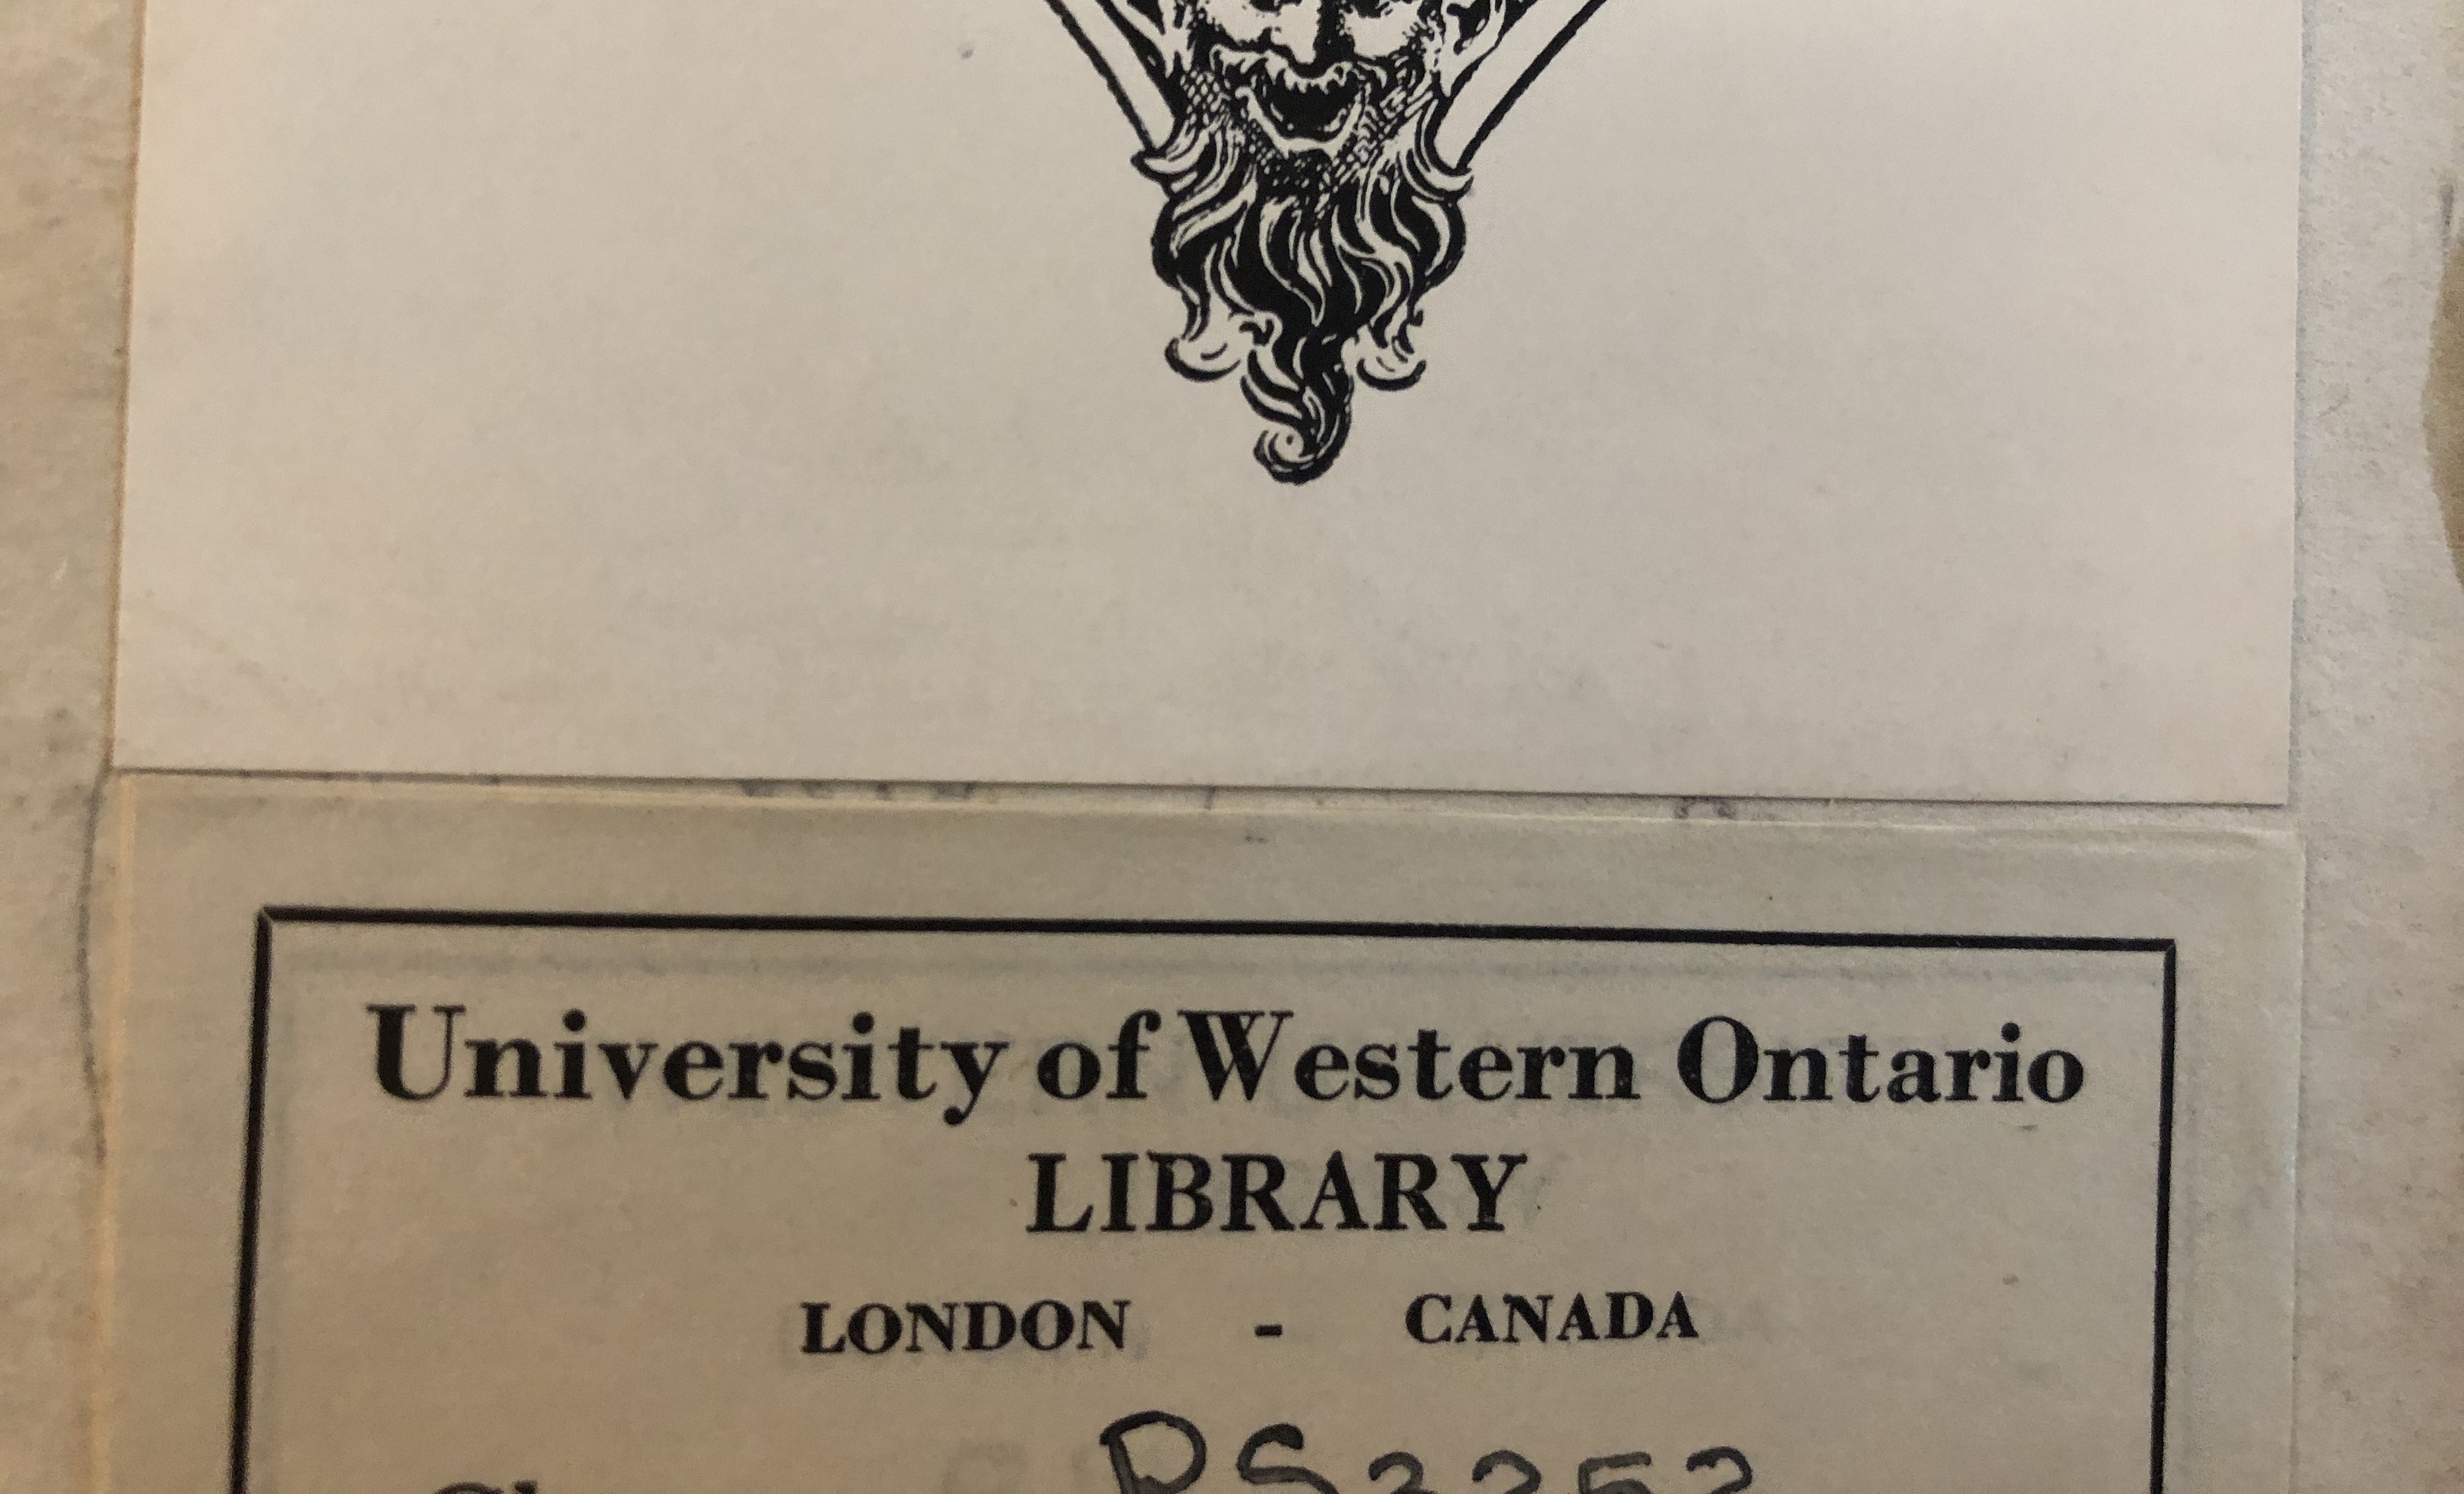 University of Western Ontario
LIBRARY
LONDON - CANADA